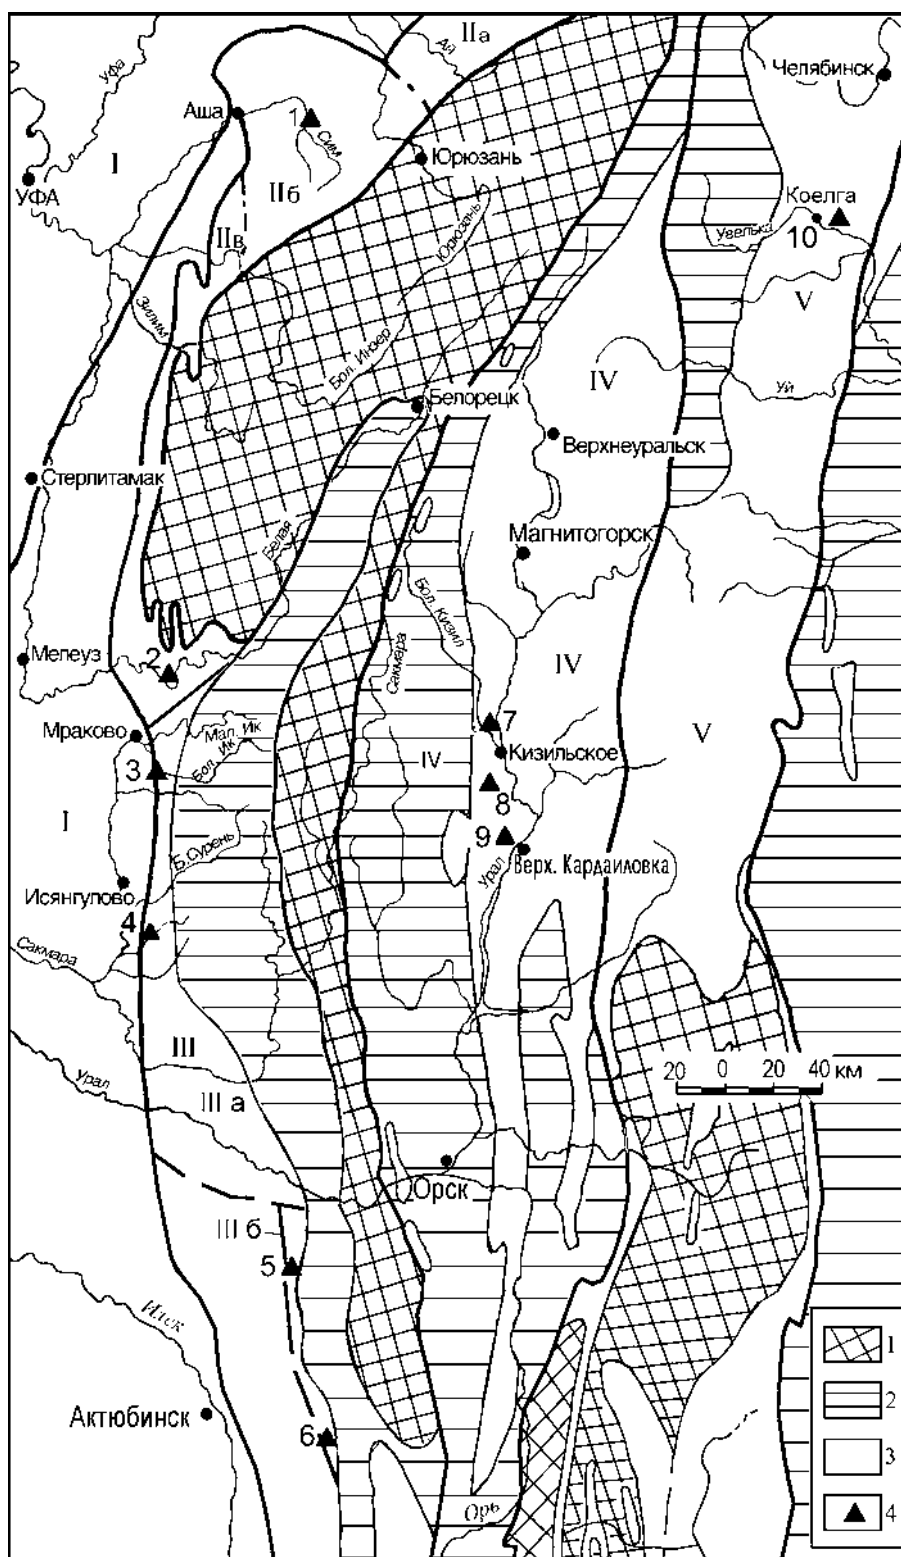 IIа
Ай
Уфа
Челябинск
Аша
1
Сим
I
Юрюзань
УФА
IIб
Коелга
Юрюзань
IIв
Увелька
10
V
Зилим
Бол. Инзер
IV
Уй
Белорецк
Верхнеуральск
Стерлитамак
Белая
Магнитогорск
Бол. Кизил
Мелеуз
2
Сакмара
IV
7
Мраково
Мал. Ик
V
Бол. Ик
IV
Кизильское
3
8
I
9
Б. Сурень
Урал
Верх. Кардаиловка
Исянгулово
4
Сакмара
III
20 0 20 40 км
Урал
III а
Орск
III б
5
Илек
1
2
Актюбинск
6
3
Орь
4